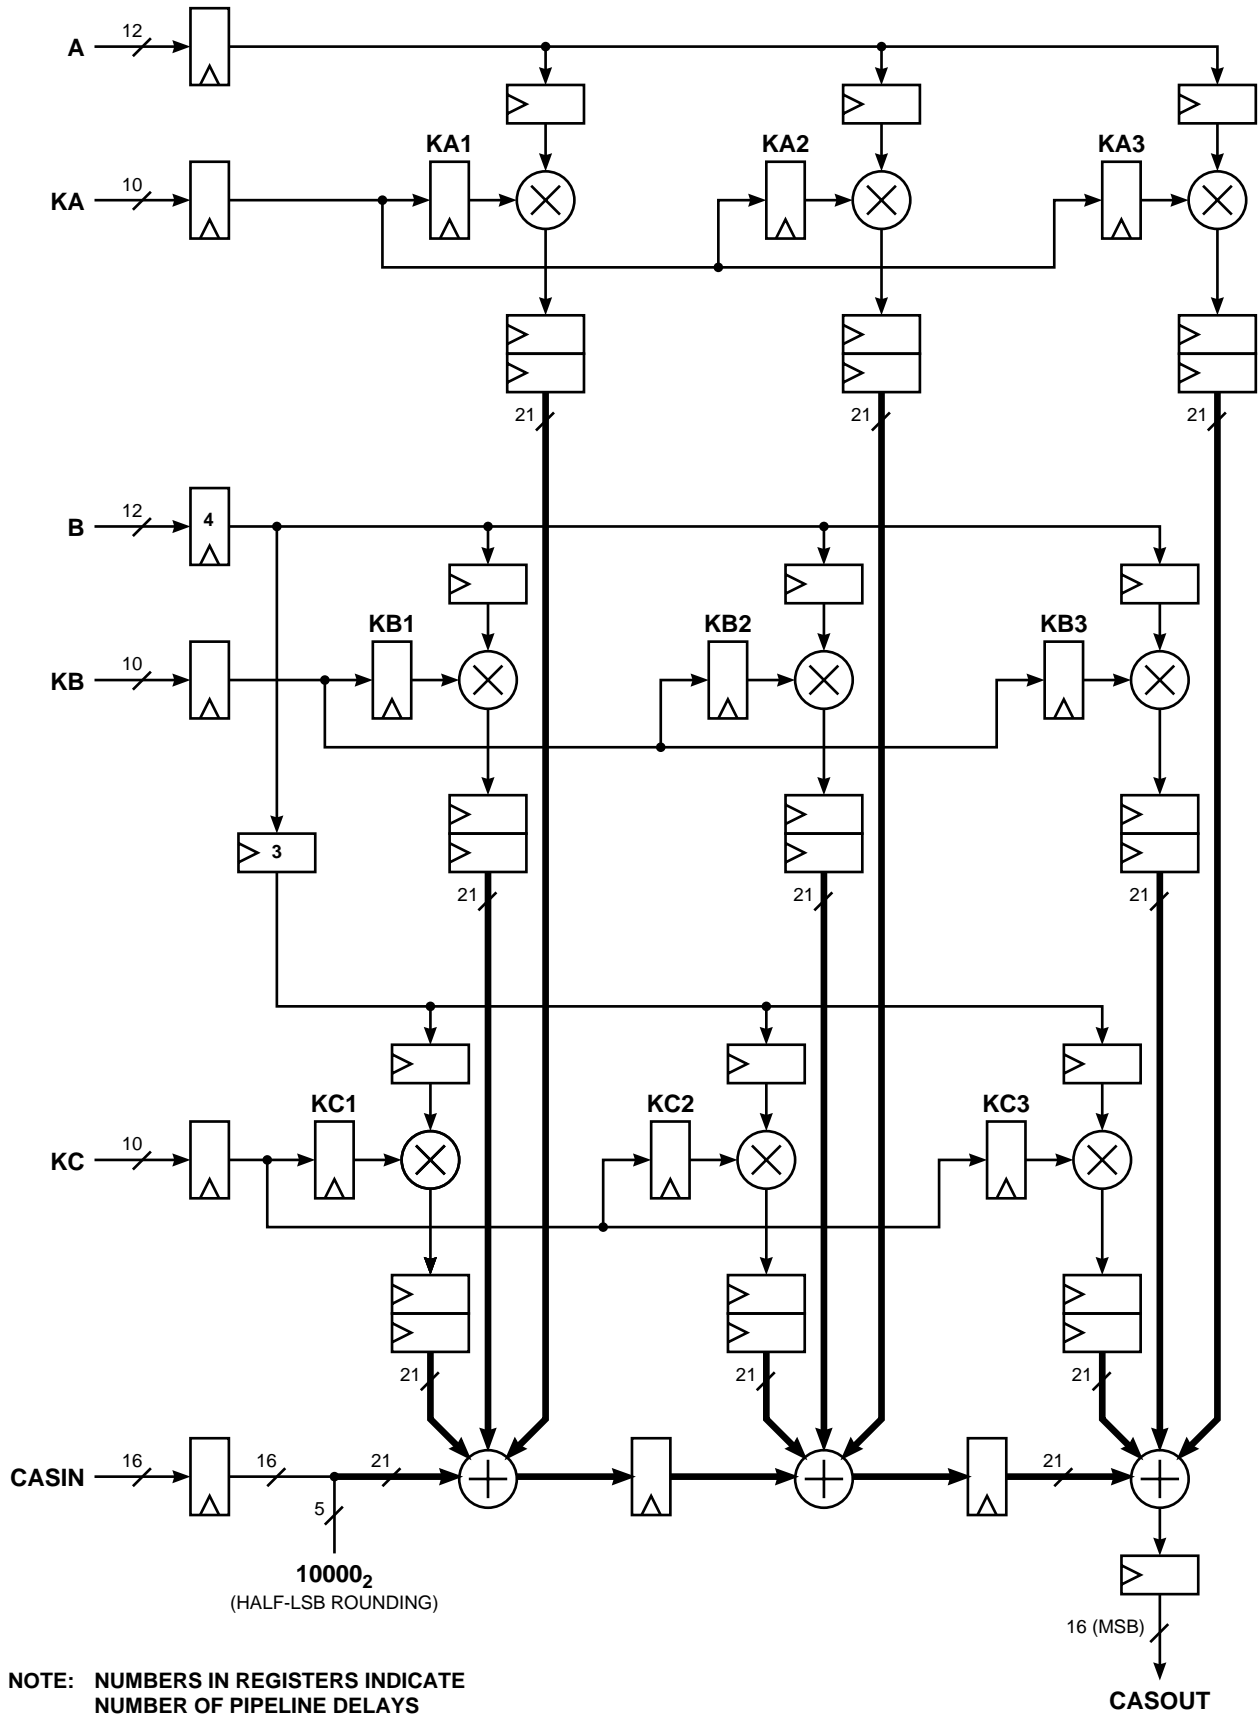 12
A
KA1
KA2
KA3
10
KA
21
21
21
12
B
4
KB1
KB2
KB3
10
KB
3
21
21
21
KC1
KC2
KC3
10
KC
21
21
21
CASIN
16
16
21
21
5
10000₂
(HALF-LSB ROUNDING)
16 (MSB)
CASOUT
NOTE: NUMBERS IN REGISTERS INDICATE
NUMBER OF PIPELINE DELAYS